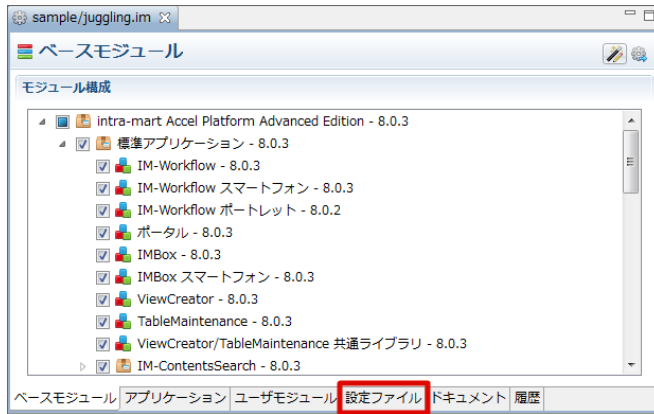 sample/juggling.im
ベースモジュール
モジュール構成
intra-mart Accel Platform Advanced Edition - 8.0.3
標準アプリケーション - 8.0.3
IM-Workflow - 8.0.3
IM-Workflow スマートフォン - 8.0.3
IM-Workflow ポートレット - 8.0.2
ポータル - 8.0.3
IMBox - 8.0.3
IMBox スマートフォン - 8.0.3
ViewCreator - 8.0.3
TableMaintenance - 8.0.3
ViewCreator/TableMaintenance 共通ライブラリ - 8.0.3
IM-ContentsSearch - 8.0.3
ベースモジュール アプリケーション ユーザモジュール 設定ファイル ドキュメント 履歴